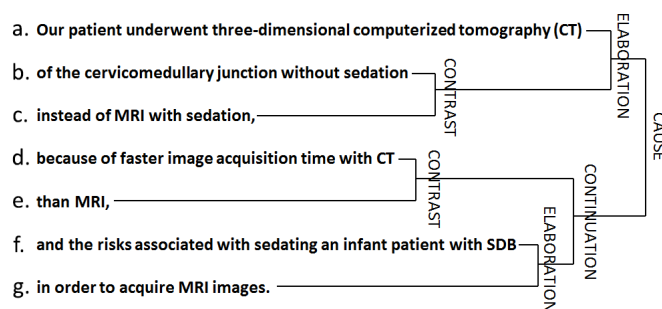 a. Our patient underwent three-dimensional computerized tomography (CT)
b. of the cervicomedullary junction without sedation
c. instead of MRI with sedation,
d. because of faster image acquisition time with CT
e. than MRI,
f. and the risks associated with sedating an infant patient with SDB
g. in order to acquire MRI images.
CONTRAST
CONTRAST
ELABORATION
CONTINUATION
ELABORATION
CAUSE